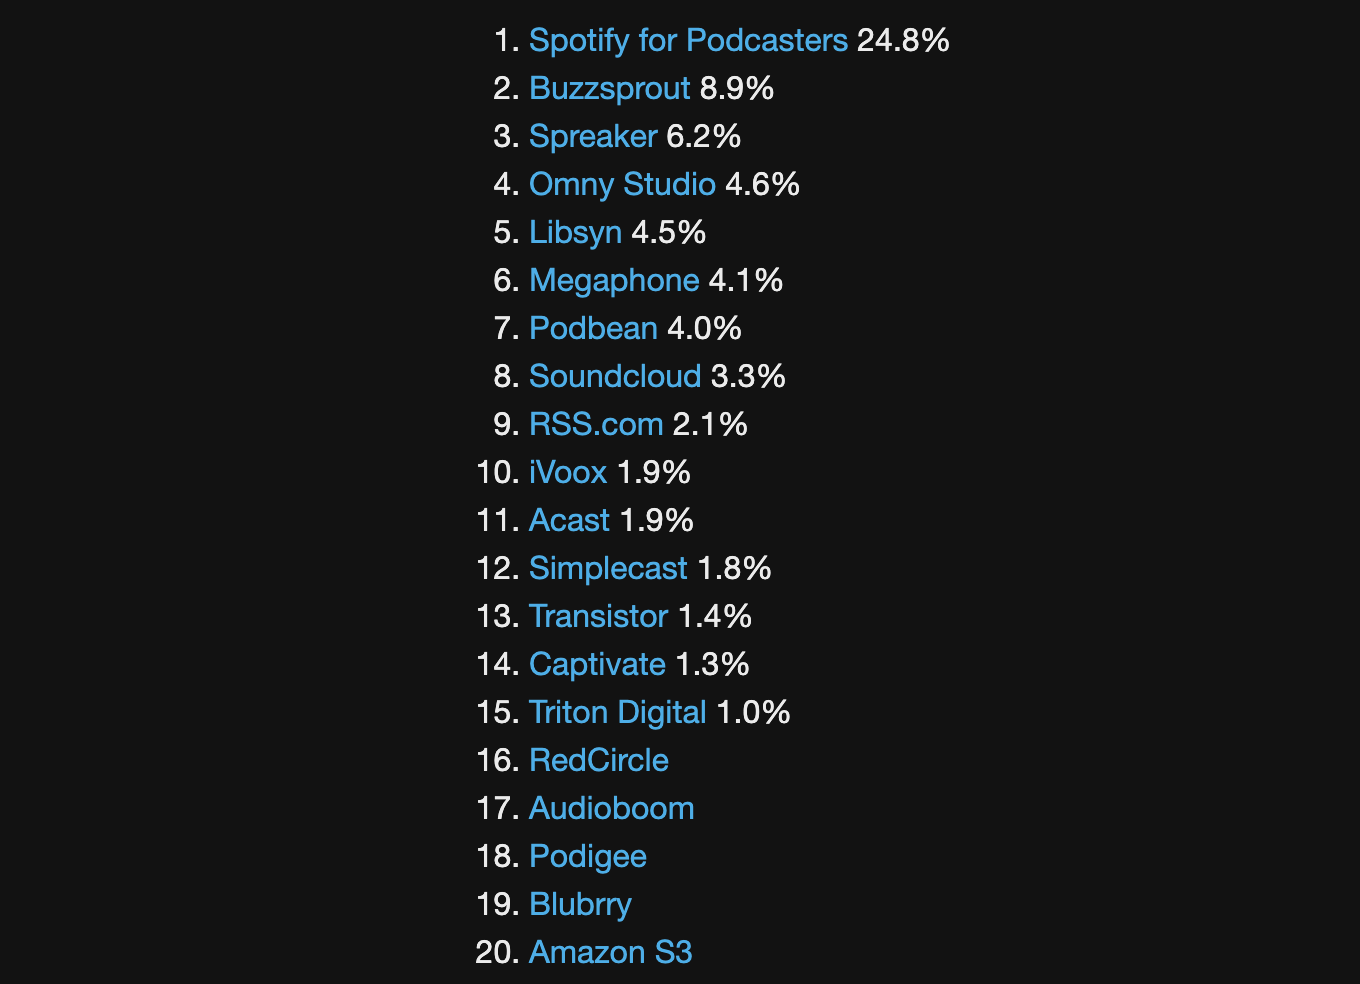 1. Spotify for Podcasters 24.8%
2. Buzzsprout 8.9%
3. Spreaker 6.2%
4. Omny Studio 4.6%
5. Libsyn 4.5%
6. Megaphone 4.1%
7. Podbean 4.0%
8. Soundcloud 3.3%
9. RSS.com 2.1%
10. iVoox 1.9%
11. Acast 1.9%
12. Simplecast 1.8%
13. Transistor 1.4%
14. Captivate 1.3%
15. Triton Digital 1.0%
16. RedCircle
17. Audioboom
18. Podigee
19. Blubrry
20. Amazon S3